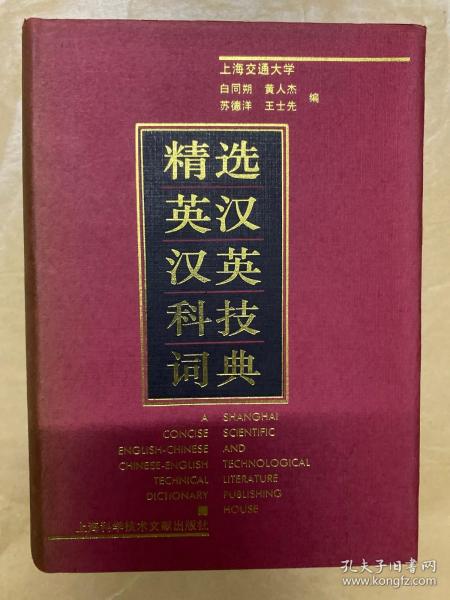 上海交通大学
白同朔 黄人杰
苏德洋 王士先 编
精选
英汉
汉英
科技
词典
A
CONCISE
ENGLISH-CHINESE
CHINESE-ENGLISH
TECHNICAL
DICTIONARY
SHANGHAI
SCIENTIFIC
AND
TECHNOLOGICAL
LITERATURE
PUBLISHING
HOUSE
上海科学技术文献出版社
孔夫子旧书网
www.kongfz.com